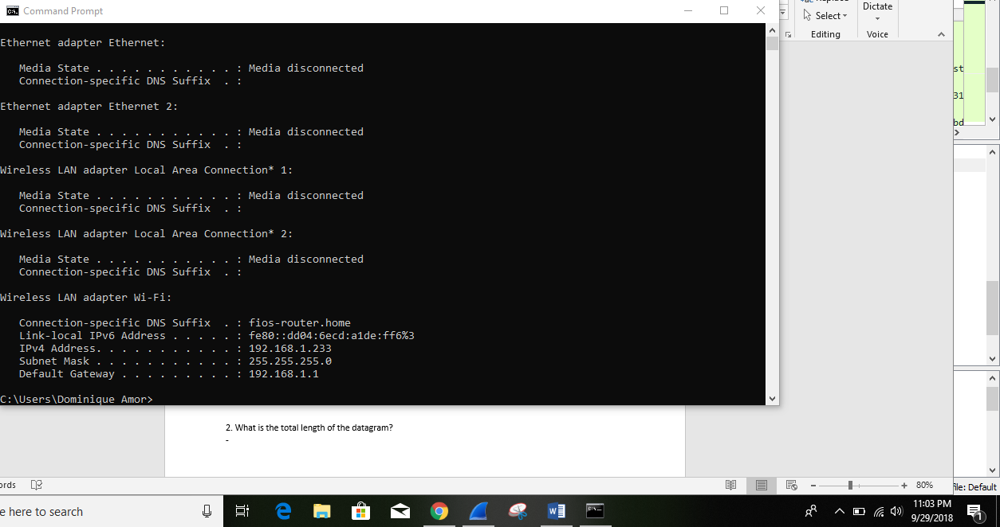 Command Prompt
Ethernet adapter Ethernet:
Media State . . . . . . . . . . . : Media disconnected
Connection-specific DNS Suffix  . :
Ethernet adapter Ethernet 2:
Media State . . . . . . . . . . . : Media disconnected
Connection-specific DNS Suffix  . :
Wireless LAN adapter Local Area Connection* 1:
Media State . . . . . . . . . . . : Media disconnected
Connection-specific DNS Suffix  . :
Wireless LAN adapter Local Area Connection* 2:
Media State . . . . . . . . . . . : Media disconnected
Connection-specific DNS Suffix  . :
Wireless LAN adapter Wi-Fi:
Connection-specific DNS Suffix  . : fios-router.home
Link-local IPv6 Address . . . . . : fe80::dd04:6ecd:a1de:ff6%3
IPv4 Address. . . . . . . . . . . : 192.168.1.233
Subnet Mask . . . . . . . . . . . : 255.255.255.0
Default Gateway . . . . . . . . . : 192.168.1.1
C:\Users\Dominique Amor>
Dictate
Select
Editing
Voice
st
31
bd
2. What is the total length of the datagram?
-
ords
80%
file: Default
e here to search
11:03 PM
9/29/2018
1